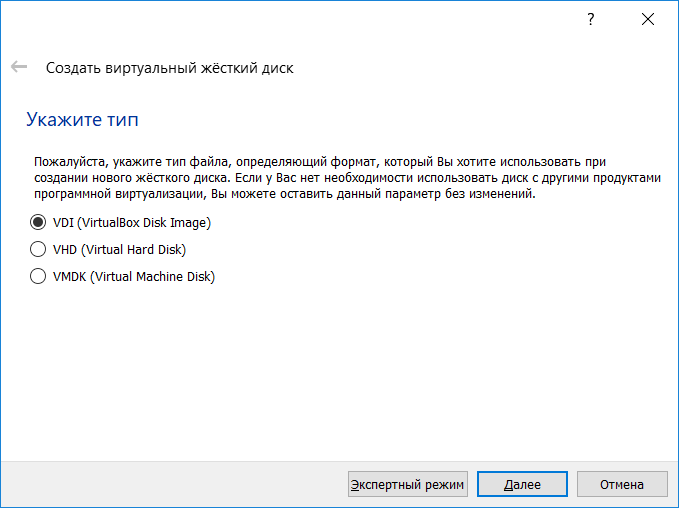 ?
Создать виртуальный жёсткий диск
Укажите тип
Пожалуйста, укажите тип файла, определяющий формат, который Вы хотите использовать при
создании нового жёсткого диска. Если у Вас нет необходимости использовать диск с другими продуктами
программной виртуализации, Вы можете оставить данный параметр без изменений.
VDI (VirtualBox Disk Image)
VHD (Virtual Hard Disk)
VMDK (Virtual Machine Disk)
Экспертный режим Далее Отмена